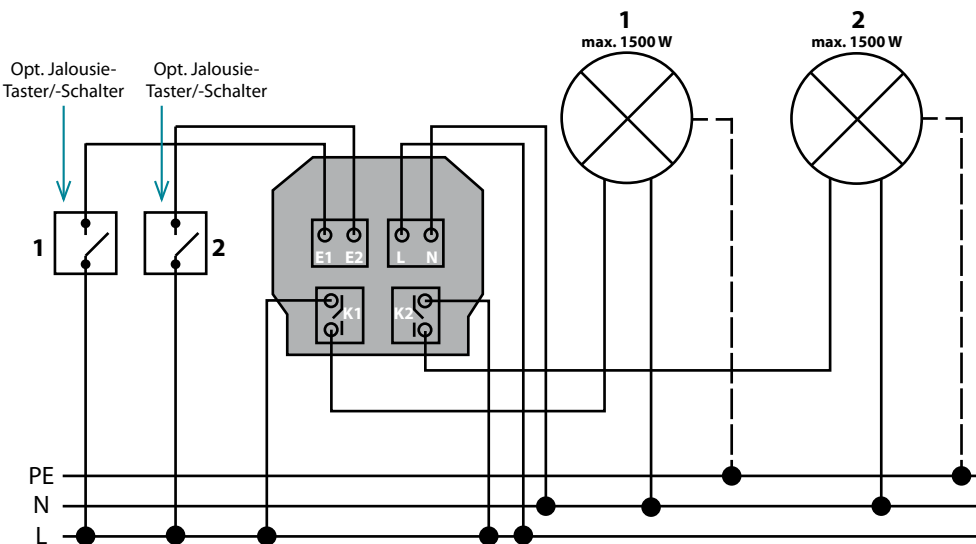 1
max. 1500 W
2
max. 1500 W
Opt. Jalousie-
Taster/-Schalter
Opt. Jalousie-
Taster/-Schalter
1
2
E1 E2
L N
K1
K2
PE
N
L